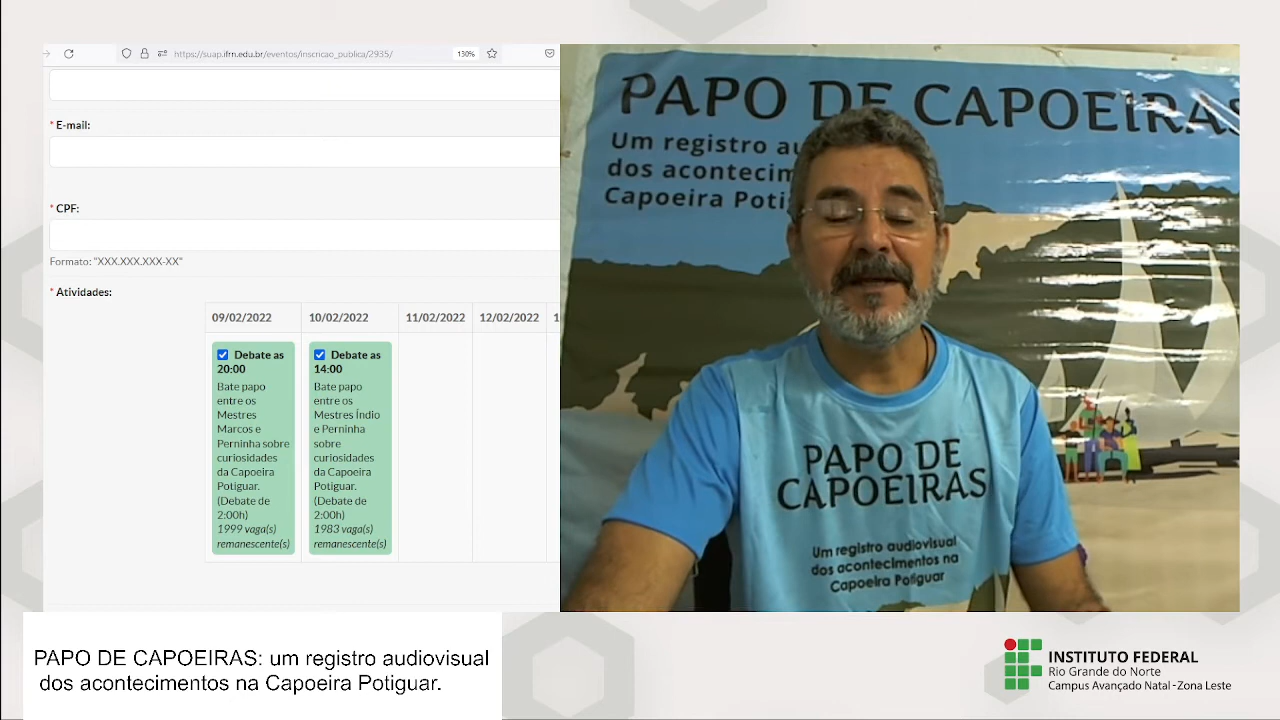 https://suap.ifrn.edu.br/eventos/inscricao_publica/2935/
130%
* E-mail:
* CPF:
Formato: "XXX.XXX.XXX-XX"
* Atividades:
09/02/2022
10/02/2022
11/02/2022
12/02/2022
1
Debate as
20:00
Bate papo
entre os
Mestres
Marcos e
Perninha sobre
curiosidades
da Capoeira
Potiguar.
(Debate de
2:00h)
1999 vaga(s)
remanescente(s)
Debate as
14:00
Bate papo
entre os
Mestres Índio
e Perninha
sobre
curiosidades
da Capoeira
Potiguar.
(Debate de
2:00h)
1983 vaga(s)
remanescente(s)
PAPO DE CAPOEIRAS
Um registro au
dos acontecim
Capoeira Poti
PAPO DE
CAPOEIRAS
Um registro audiovisual
dos acontecimentos na
Capoeira Potiguar
PAPO DE CAPOEIRAS: um registro audiovisual
dos acontecimentos na Capoeira Potiguar.
INSTITUTO FEDERAL
Rio Grande do Norte
Campus Avançado Natal -Zona Leste